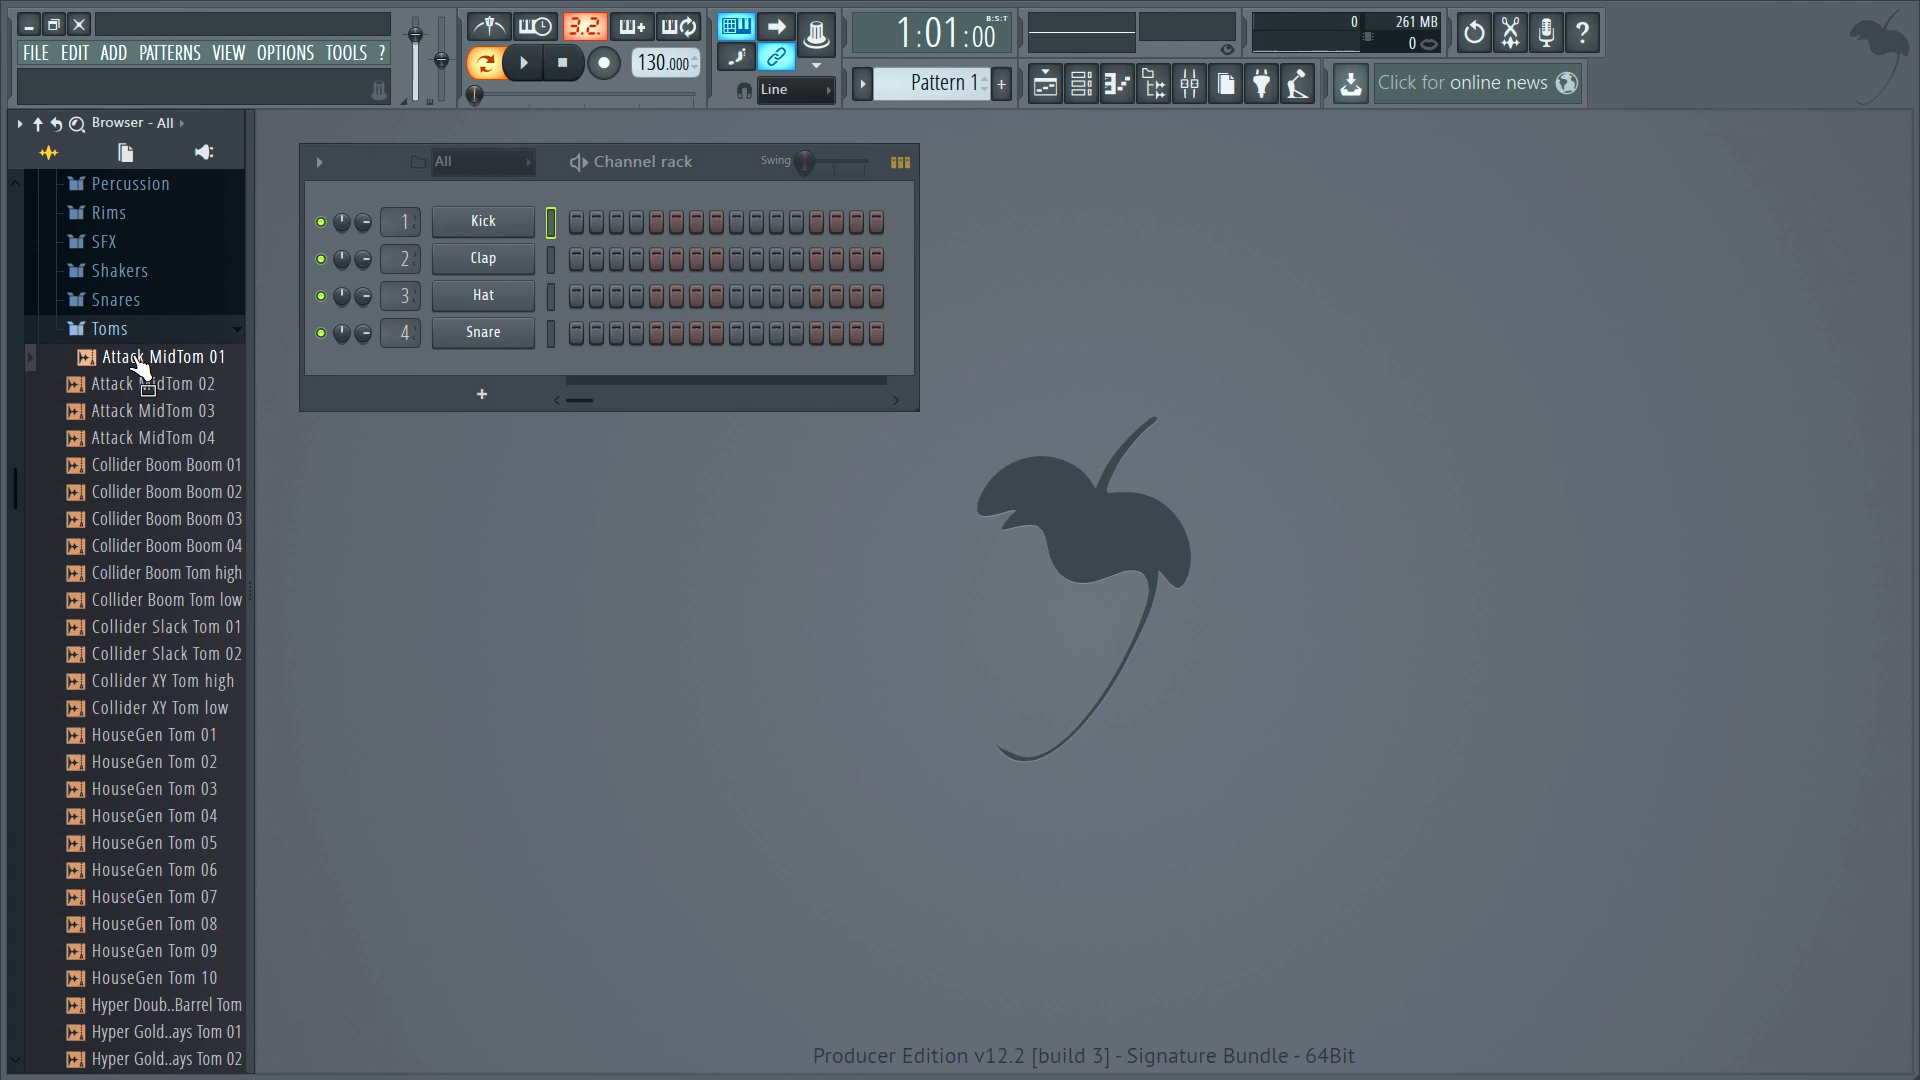 FILE EDIT ADD PATTERNS VIEW OPTIONS TOOLS ?
3.2.
130.000
Line
1:01:00
B:S:T
Pattern 1
+
0
261 MB
0
?
Click for online news
Browser - All
Percussion
Rims
SFX
Shakers
Snares
Toms
Attack MidTom 01
Attack MidTom 02
Attack MidTom 03
Attack MidTom 04
Collider Boom Boom 01
Collider Boom Boom 02
Collider Boom Boom 03
Collider Boom Boom 04
Collider Boom Tom high
Collider Boom Tom low
Collider Slack Tom 01
Collider Slack Tom 02
Collider XY Tom high
Collider XY Tom low
HouseGen Tom 01
HouseGen Tom 02
HouseGen Tom 03
HouseGen Tom 04
HouseGen Tom 05
HouseGen Tom 06
HouseGen Tom 07
HouseGen Tom 08
HouseGen Tom 09
HouseGen Tom 10
Hyper Doub..Barrel Tom
Hyper Gold..ays Tom 01
Hyper Gold..ays Tom 02
All
Channel rack
Swing
1 Kick
2 Clap
3 Hat
4 Snare
+
Producer Edition v12.2 [build 3] - Signature Bundle - 64Bit